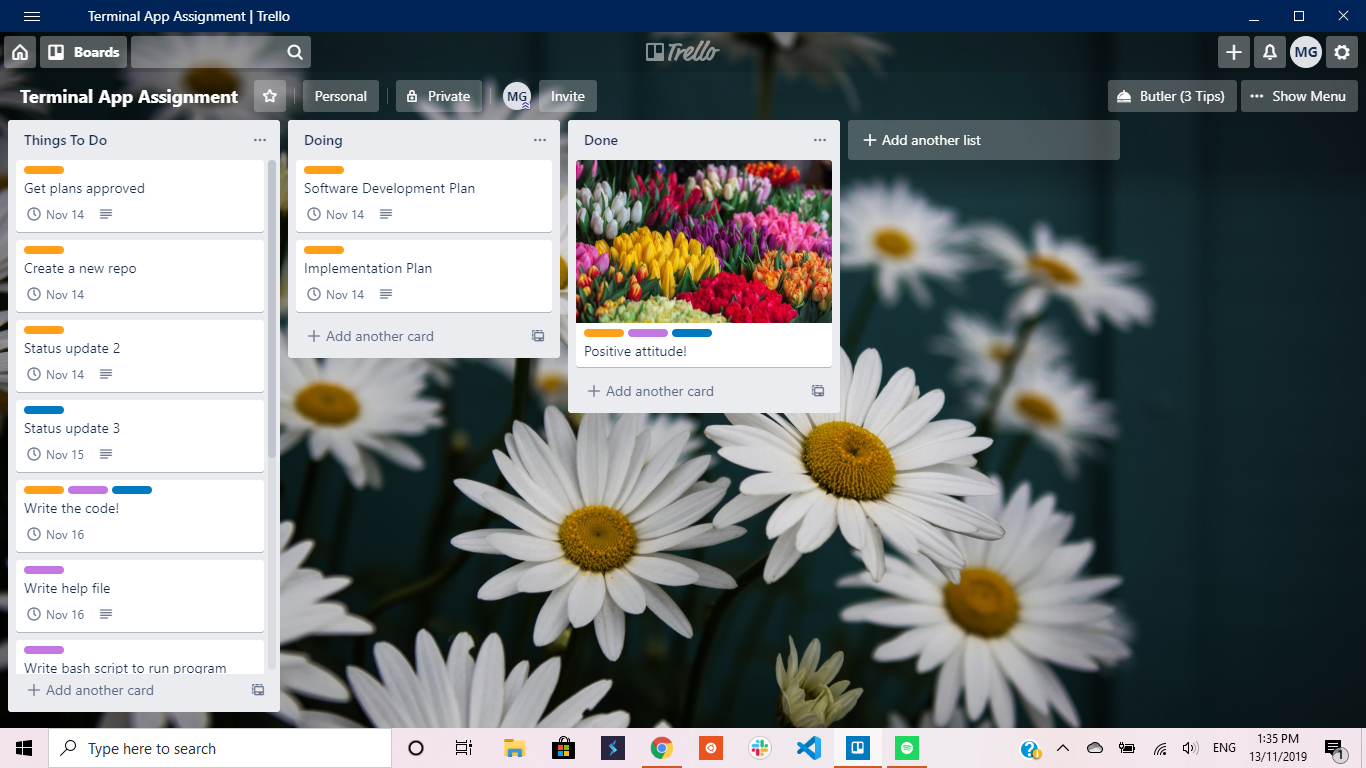 Terminal App Assignment | Trello
Boards
Trello
MG
Terminal App Assignment
Personal
Private
MG
Invite
Butler (3 Tips)
Show Menu
Things To Do
Get plans approved
Nov 14
Create a new repo
Nov 14
Status update 2
Nov 14
Status update 3
Nov 15
Write the code!
Nov 16
Write help file
Nov 16
Write bash script to run program
Add another card
Doing
Software Development Plan
Nov 14
Implementation Plan
Nov 14
Add another card
Done
Positive attitude!
Add another card
Add another list
Type here to search
ENG
1:35 PM
13/11/2019
1